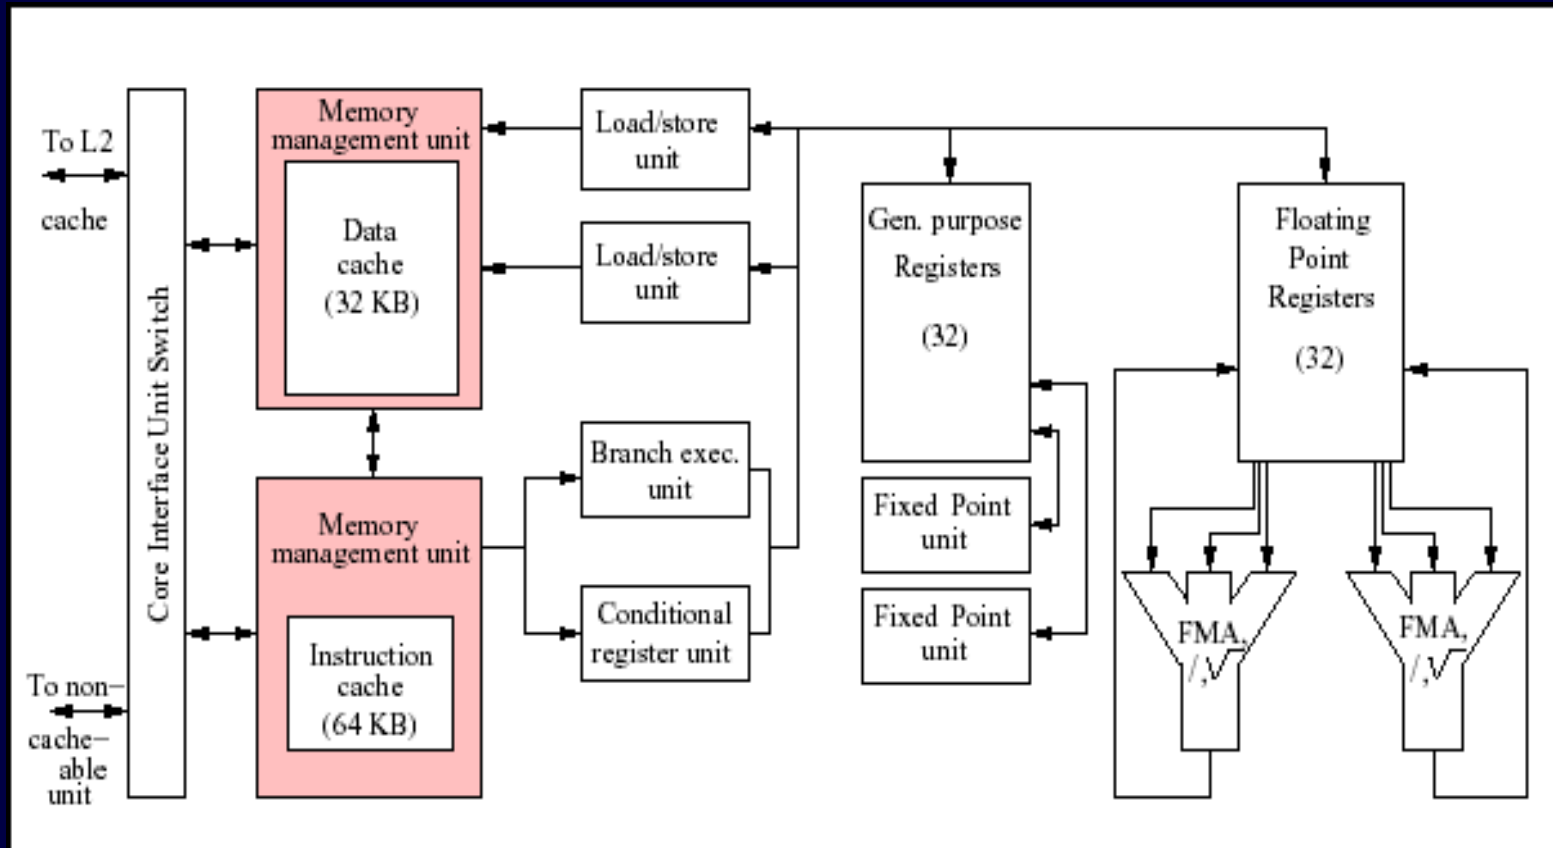 To L2
cache
To non-
cache-
able
unit
Core Interface Unit Switch
Memory
management unit
Data
cache
(32 KB)
Memory
management unit
Instruction
cache
(64 KB)
Load/store
unit
Load/store
unit
Branch exec.
unit
Conditional
register unit
Gen. purpose
Registers
(32)
Fixed Point
unit
Fixed Point
unit
Floating
Point
Registers
(32)
FMA,
/,√
FMA,
/,√